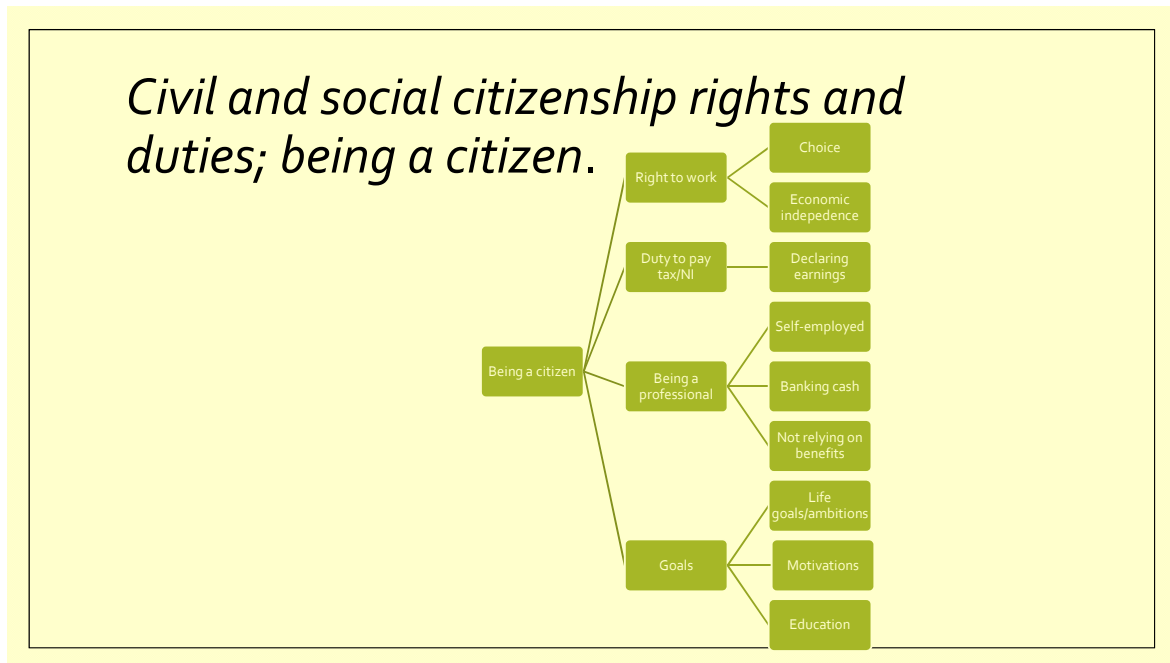 Civil and social citizenship rights and
duties; being a citizen.
Being a citizen
Right to work
Choice
Economic
indepedence
Duty to pay
tax/NI
Declaring
earnings
Being a
professional
Self-employed
Banking cash
Not relying on
benefits
Goals
Life
goals/ambitions
Motivations
Education